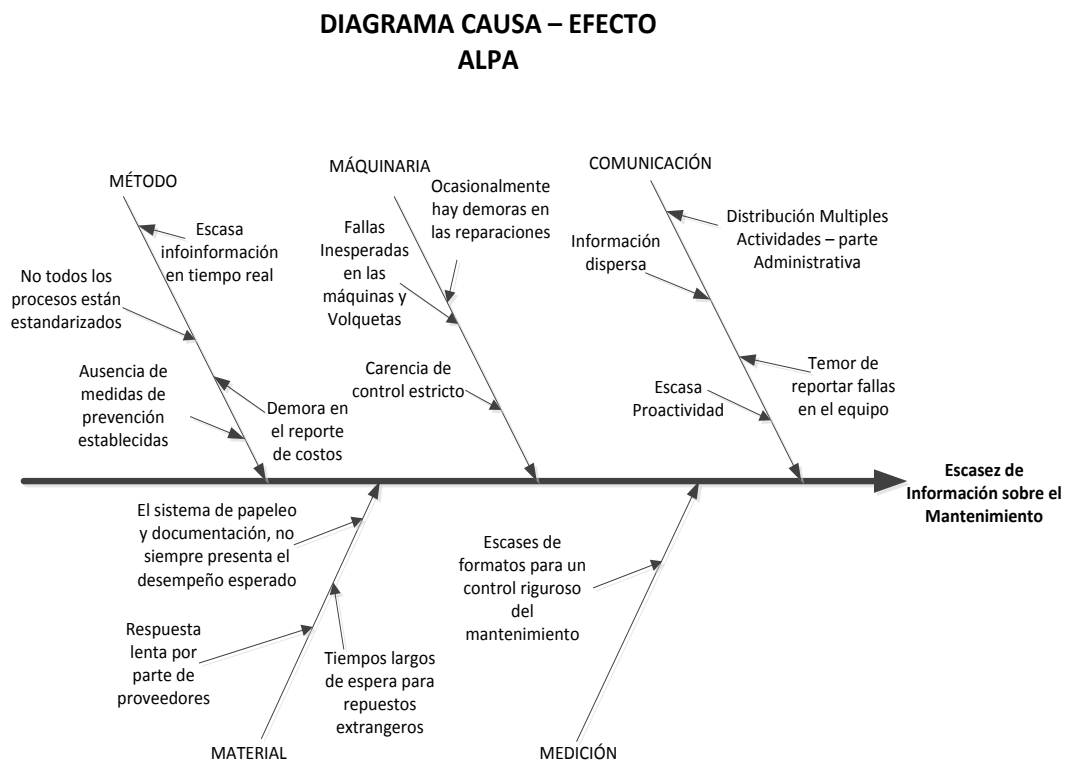 DIAGRAMA CAUSA – EFECTO
ALPA
MÉTODO
Escasa
infoinformación
en tiempo real
No todos los
procesos están
estandarizados
Ausencia de
medidas de
prevención
establecidas
Demora en
el reporte
de costos
MÁQUINARIA
Ocasionalmente
hay demoras en
las reparaciones
Fallas
Inesperadas
en las
máquinas y
Volquetas
Carencia de
control estricto
COMUNICACIÓN
Distribución Multiples
Actividades – parte
Administrativa
Información
dispersa
Temor de
reportar fallas
en el equipo
Escasa
Proactividad
Escasez de
Información sobre el
Mantenimiento
El sistema de papeleo
y documentación, no
siempre presenta el
desempeño esperado
Respuesta
lenta por
parte de
proveedores
Tiempos largos
de espera para
repuestos
extrangeros
MATERIAL
Escases de
formatos para un
control riguroso
del
mantenimiento
MEDICIÓN